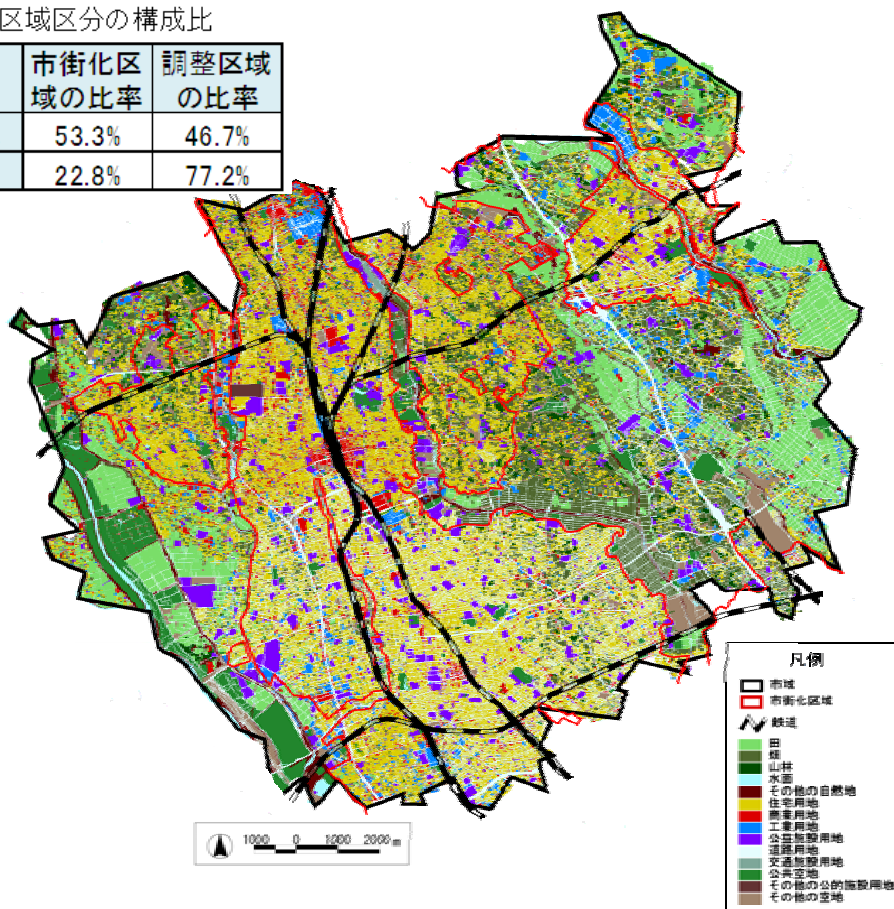 区域区分の構成比
市街化区域の比率
調整区域の比率
53.3%
46.7%
22.8%
77.2%
凡例
市域
市街化区域
鉄道
田
畑
山林
水面
その他の自然地
住宅用地
商業用地
工業用地
公益施設用地
道路用地
交通施設用地
公共空地
その他の公的施設用地
その他の空地
1000 0 1000 2000m